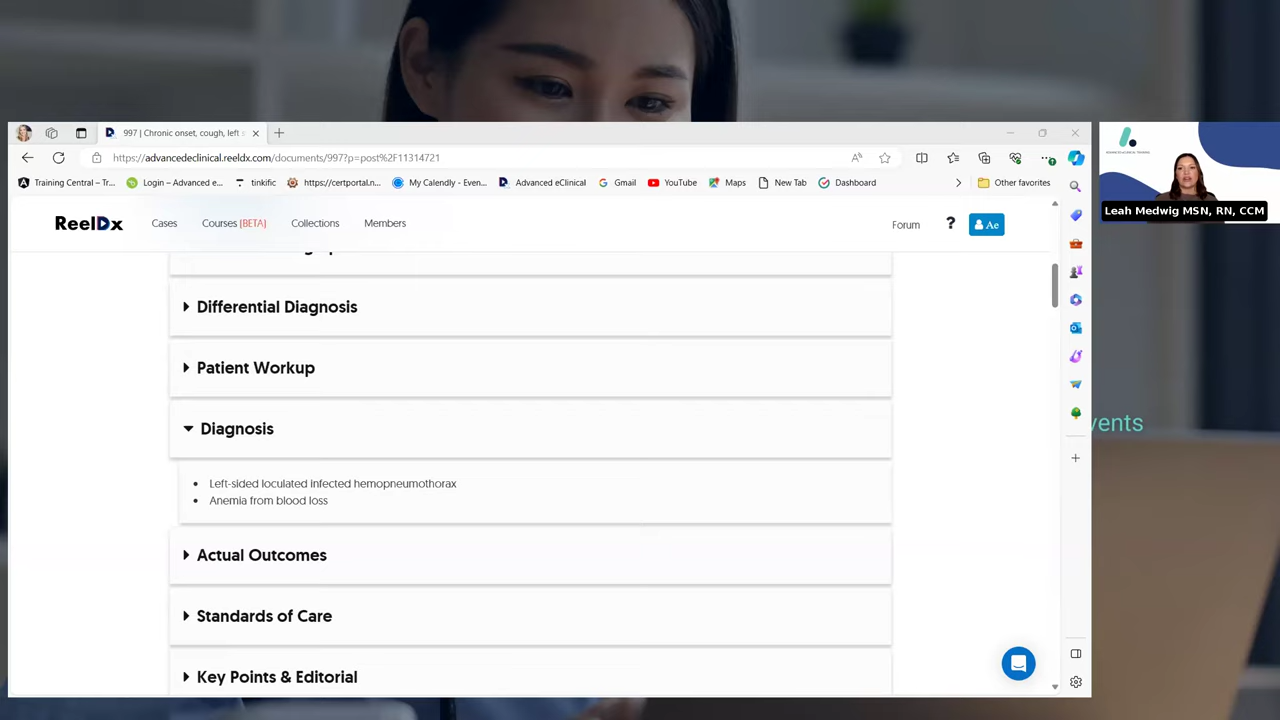 997 | Chronic onset, cough, left s
https://advancedeclinical.reeldx.com/documents/997?p=post%2F11314721
Training Central – Tr...
Login – Advanced e...
tinkific
https://certportal.n...
My Calendly - Even...
Advanced eClinical
Gmail
YouTube
Maps
New Tab
Dashboard
Other favorites
Leah Medwig MSN, RN, CCM
ReelDx
Cases
Courses (BETA)
Collections
Members
Forum
?
Ae
Differential Diagnosis
Patient Workup
Diagnosis
vents
• Left-sided loculated infected hemopneumothorax
• Anemia from blood loss
Actual Outcomes
Standards of Care
Key Points & Editorial